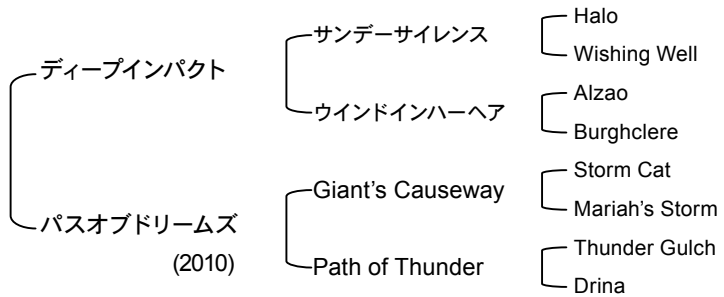 ディープインパクト
サンデーサイレンス
Halo
Wishing Well
ウインドインハーヘア
Alzao
Burghclere
パスオブドリームズ
(2010)
Giant's Causeway
Storm Cat
Mariah's Storm
Path of Thunder
Thunder Gulch
Drina